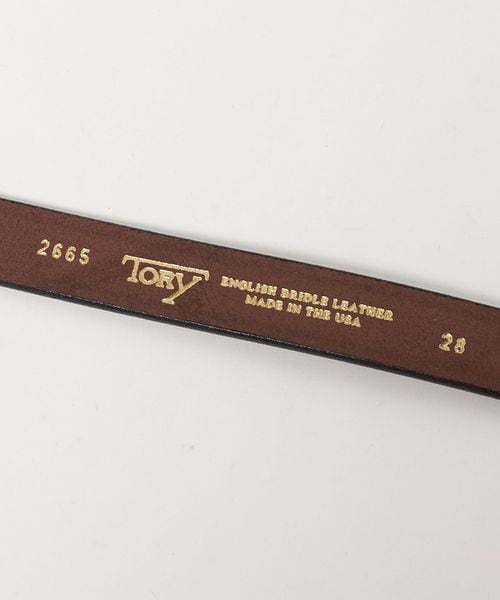 2665
TORY
ENGLISH BRIDLE LEATHER
MADE IN THE USA
28